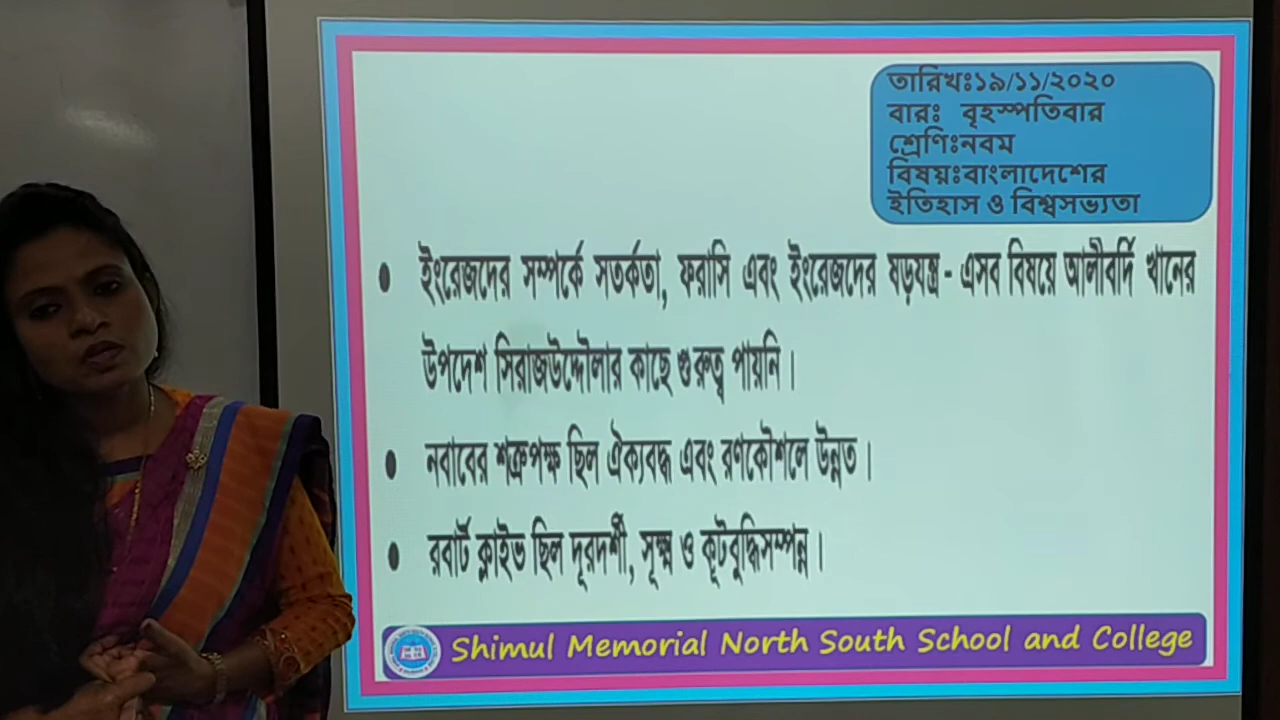 তারিখঃ১৯/১১/২০২০
বারঃ বৃহস্পতিবার
শ্রেণিঃনবম
বিষয়ঃবাংলাদেশের
ইতিহাস ও বিশ্বসভ্যতা
• ইংরেজদের সম্পর্কে সতর্কতা, ফরাসি এবং ইংরেজদের ষড়যন্ত্র - এসব বিষয়ে আলীবর্দি খানের
উপদেশ সিরাজউদ্দৌলার কাছে গুরুত্ব পায়নি।
• নবাবের শত্রুপক্ষ ছিল ঐক্যবদ্ধ এবং রণকৌশলে উন্নত।
• রবার্ট ক্লাইভ ছিল দূরদর্শী, সূক্ষ্ম ও কূটবুদ্ধিসম্পন্ন।
Shimul Memorial North South School and College